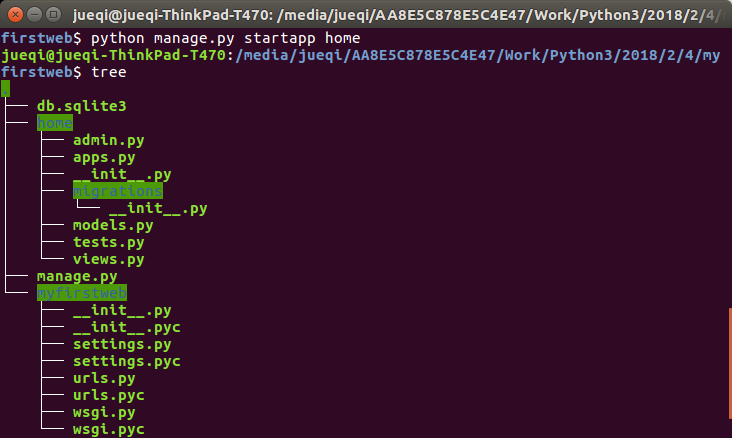 jueqi@jueqi-ThinkPad-T470: /media/jueqi/AA8E5C878E5C4E47/Work/Python3/2018/2/4/
firstweb$ python manage.py startapp home
jueqi@jueqi-ThinkPad-T470:/media/jueqi/AA8E5C878E5C4E47/Work/Python3/2018/2/4/my
firstweb$ tree
.
├── db.sqlite3
├── home
│   ├── admin.py
│   ├── apps.py
│   ├── __init__.py
│   ├── migrations
│   │   └── __init__.py
│   ├── models.py
│   ├── tests.py
│   └── views.py
├── manage.py
└── myfirstweb
    ├── __init__.py
    ├── __init__.pyc
    ├── settings.py
    ├── settings.pyc
    ├── urls.py
    ├── urls.pyc
    ├── wsgi.py
    └── wsgi.pyc